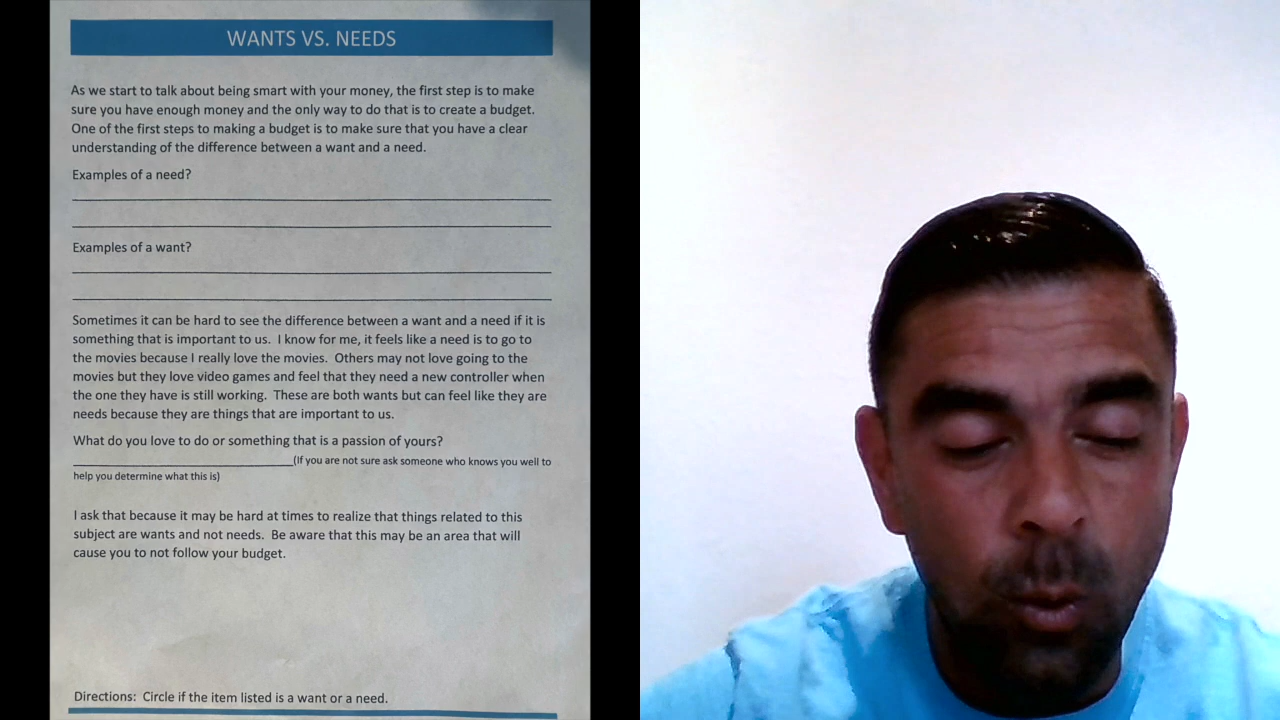 WANTS VS. NEEDS
As we start to talk about being smart with your money, the first step is to make
sure you have enough money and the only way to do that is to create a budget.
One of the first steps to making a budget is to make sure that you have a clear
understanding of the difference between a want and a need.
Examples of a need?
Examples of a want?
Sometimes it can be hard to see the difference between a want and a need if it is
something that is important to us. I know for me, it feels like a need is to go to
the movies because I really love the movies. Others may not love going to the
movies but they love video games and feel that they need a new controller when
the one they have is still working. These are both wants but can feel like they are
needs because they are things that are important to us.
What do you love to do or something that is a passion of yours?
(If you are not sure ask someone who knows you well to
help you determine what this is)
I ask that because it may be hard at times to realize that things related to this
subject are wants and not needs. Be aware that this may be an area that will
cause you to not follow your budget.
Directions: Circle if the item listed is a want or a need.